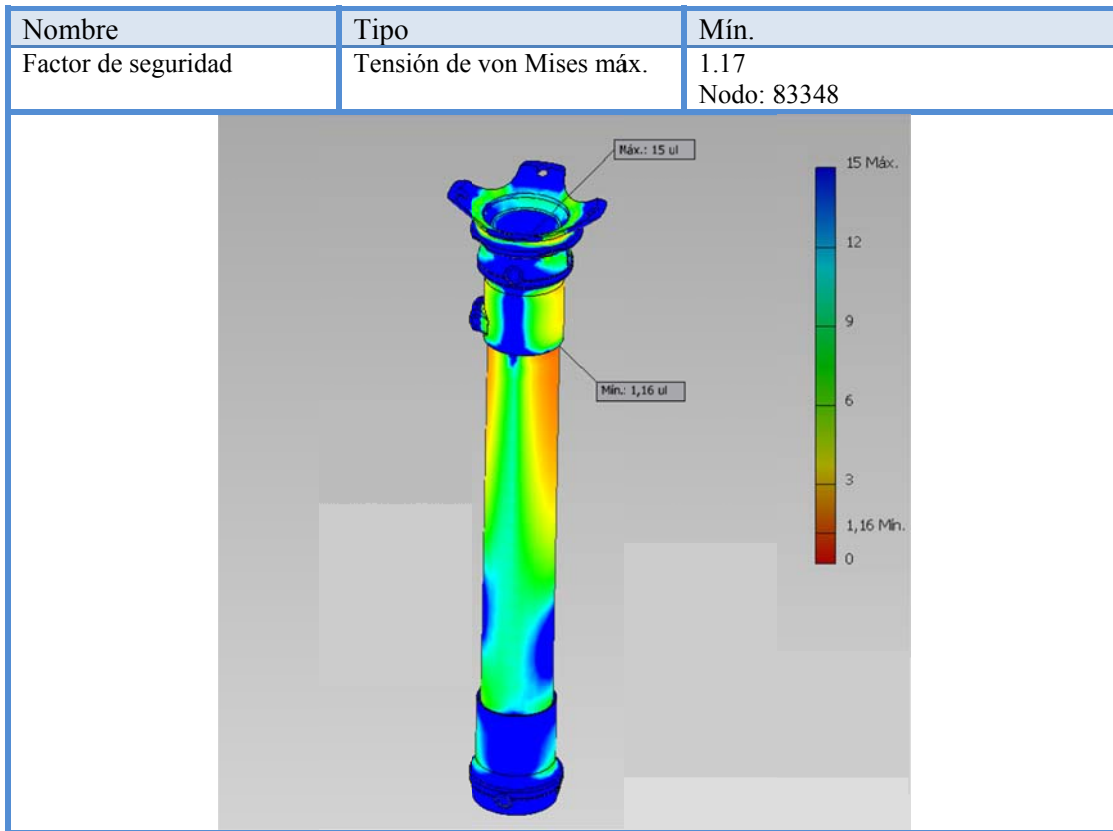 Nombre Tipo Mín.
Factor de seguridad Tensión de von Mises máx. 1.17
Nodo: 83348
Máx.: 15 ul
15 Máx.
12
9
Mín.: 1,16 ul
6
3
1,16 Mín.
0